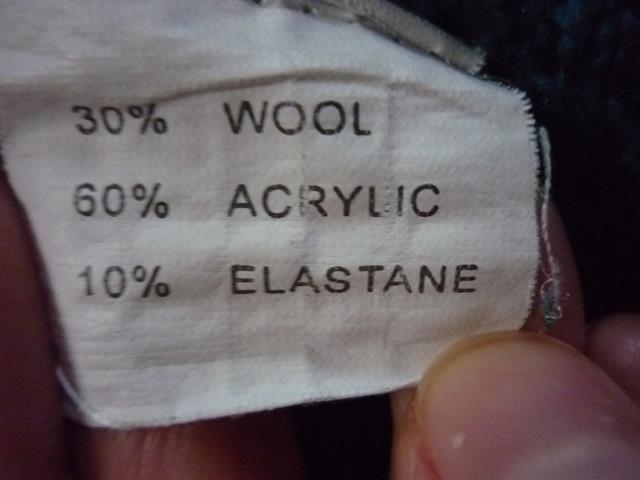 30% WOOL
60% ACRYLIC
10% ELASTANE